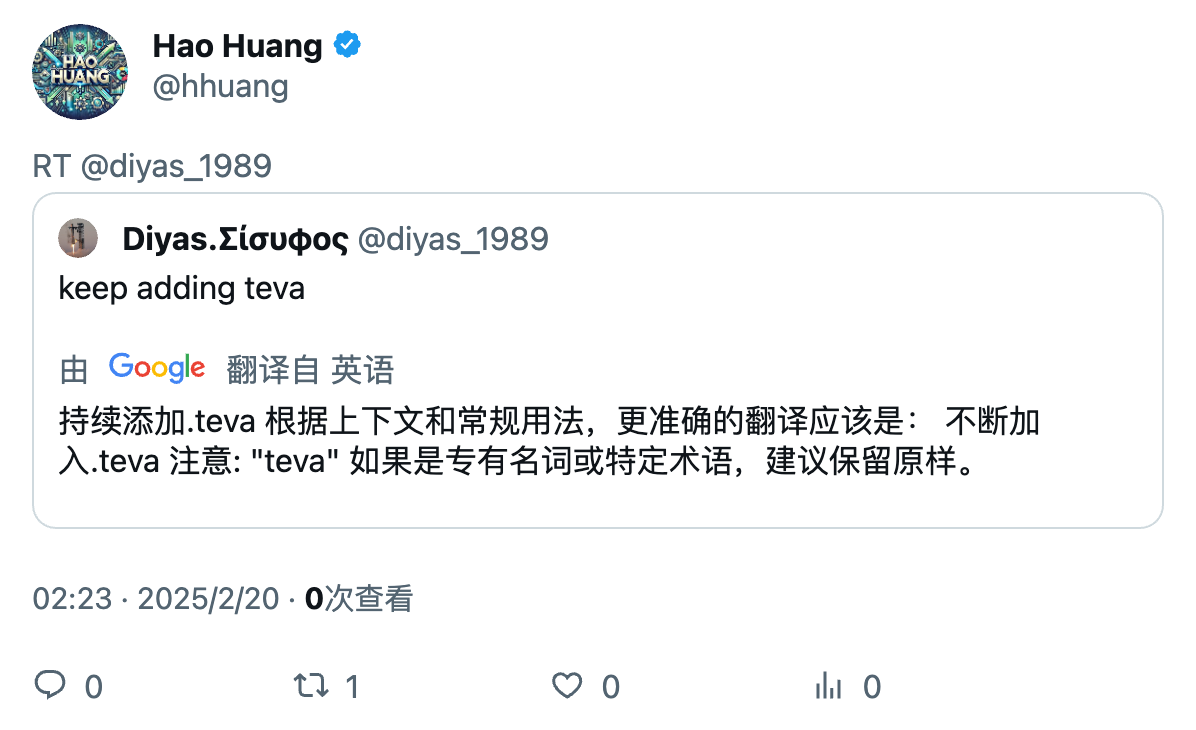 HAO
HUANG
Hao Huang
@hhuang
RT @diyas_1989
Diyas.Σίσυφος @diyas_1989
keep adding teva
由 Google 翻译自 英语
持续添加.teva 根据上下文和常规用法，更准确的翻译应该是： 不断加
入.teva 注意: "teva" 如果是专有名词或特定术语，建议保留原样。
02:23 · 2025/2/20 · 0次查看
0 1 0 0